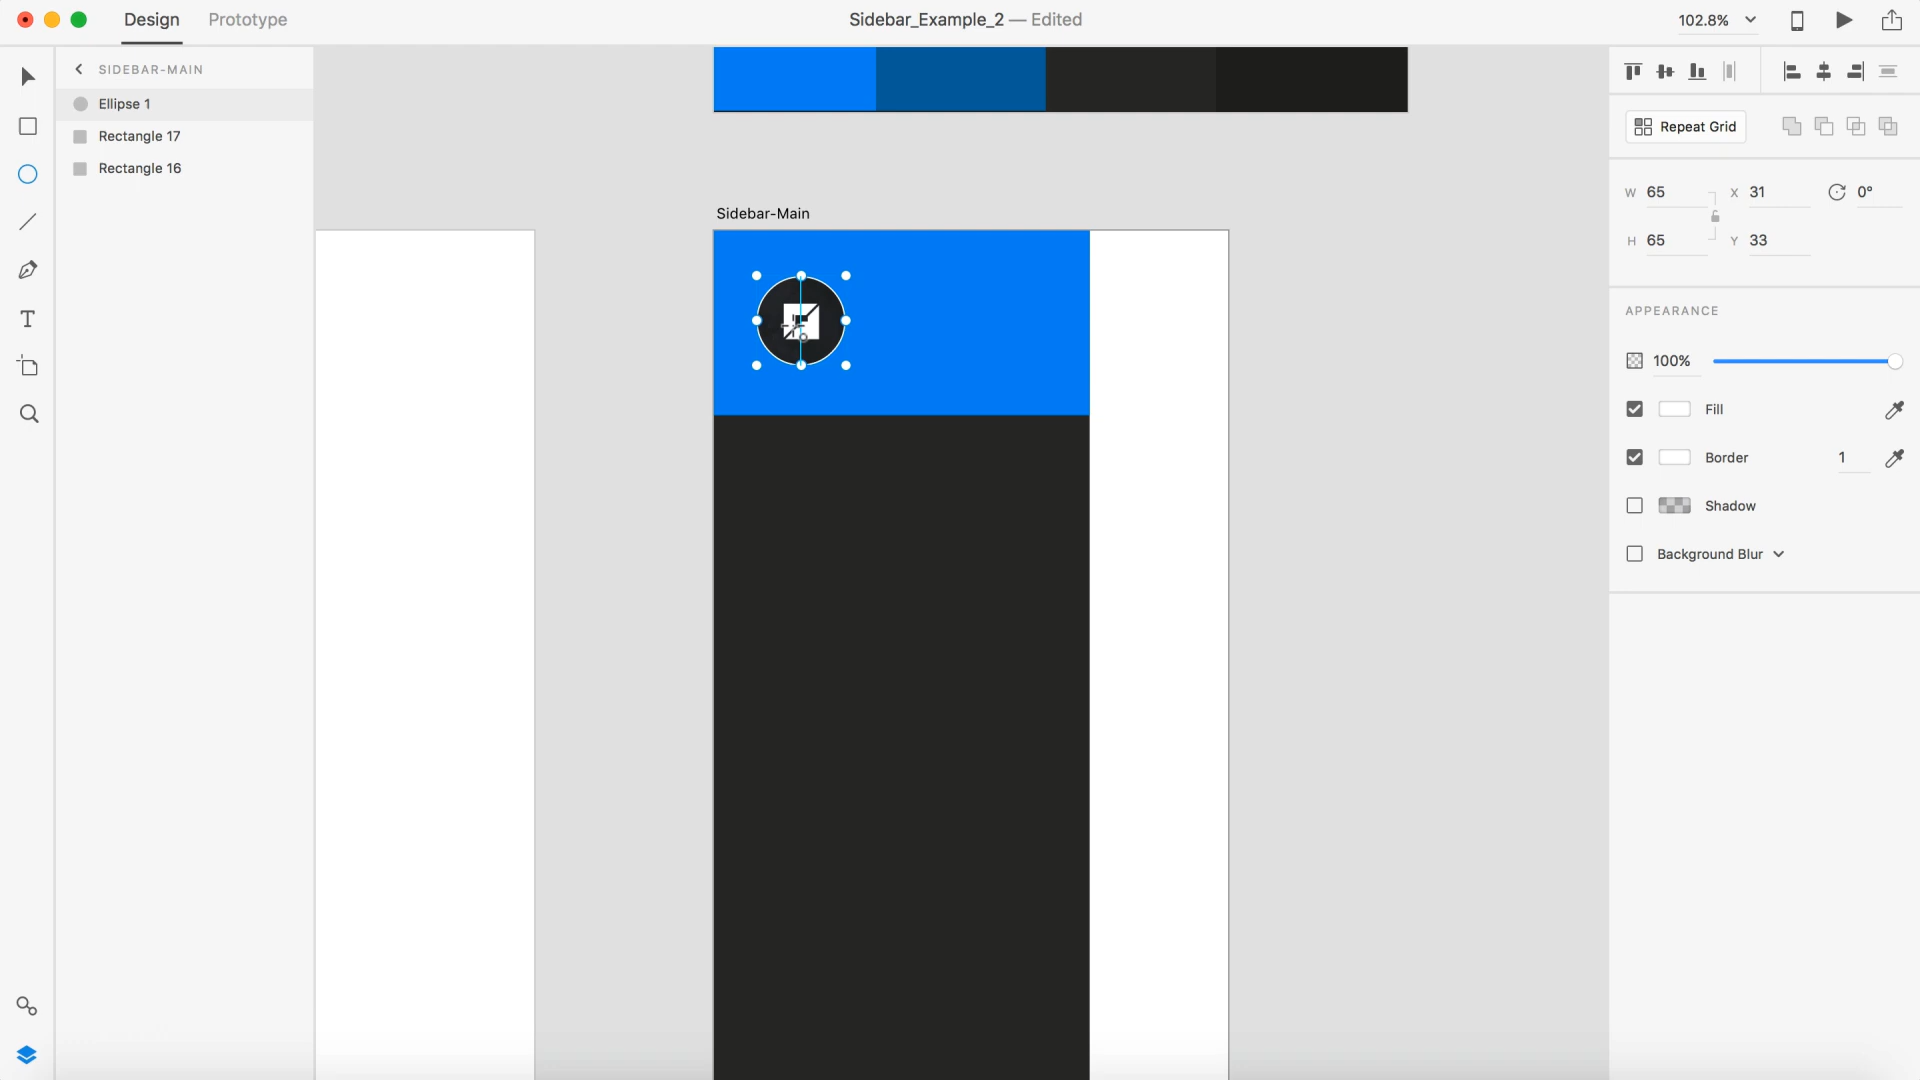 Design
Prototype
Sidebar_Example_2 — Edited
102.8%
SIDEBAR-MAIN
Ellipse 1
Rectangle 17
Rectangle 16
Sidebar-Main
Repeat Grid
W 65 X 31 0°
H 65 Y 33
APPEARANCE
100%
Fill
Border 1
Shadow
Background Blur